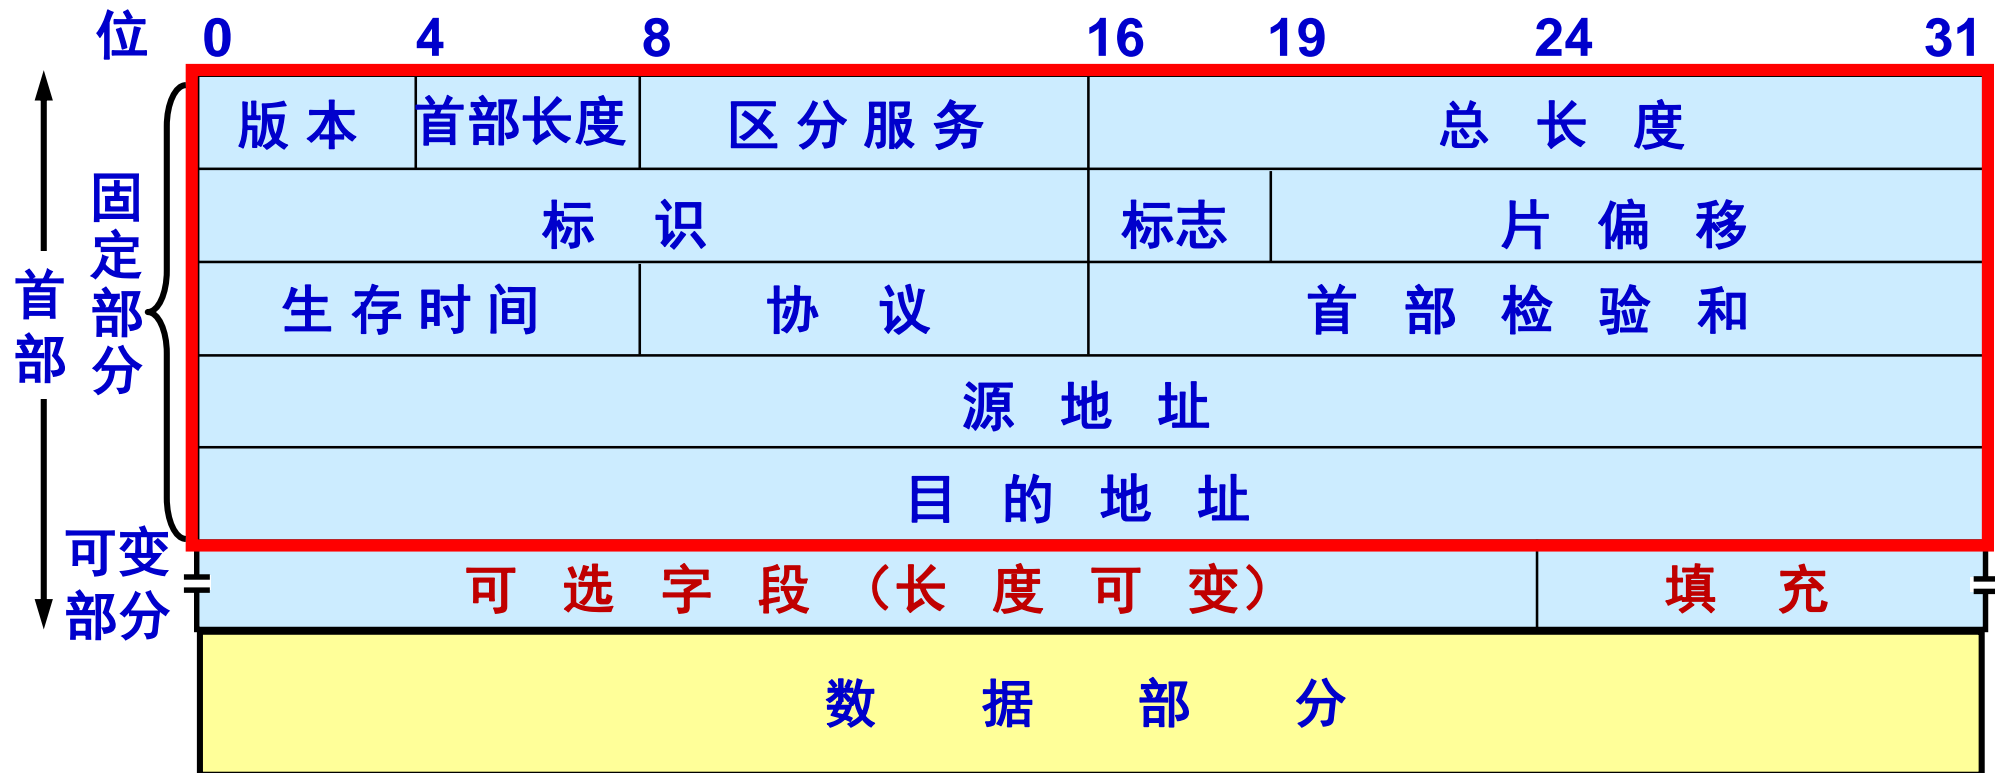 位 0 4 8 16 19 24 31
版 本 首部长度 区 分 服 务 总 长 度
标 识 标志 片 偏 移
生 存 时 间 协 议 首 部 检 验 和
源 地 址
目 的 地 址
可 选 字 段 （长 度 可 变） 填 充
数 据 部 分
首部
固定部分
可变
部分